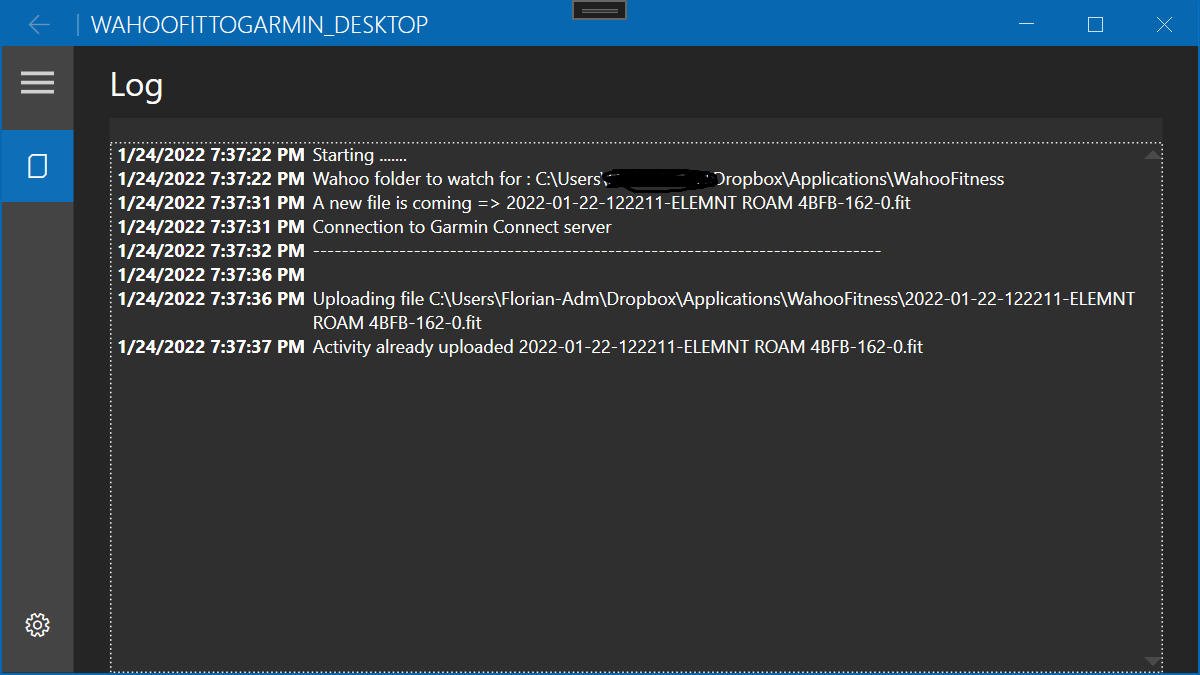 WAHOOFITTOGARMIN_DESKTOP
Log
1/24/2022 7:37:22 PM Starting .......
1/24/2022 7:37:22 PM Wahoo folder to watch for : C:\Users\ Dropbox\Applications\WahooFitness
1/24/2022 7:37:31 PM A new file is coming => 2022-01-22-122211-ELEMNT ROAM 4BFB-162-0.fit
1/24/2022 7:37:31 PM Connection to Garmin Connect server
1/24/2022 7:37:32 PM -------------------------------------------------------------------------------
1/24/2022 7:37:36 PM
1/24/2022 7:37:36 PM Uploading file C:\Users\Florian-Adm\Dropbox\Applications\WahooFitness\2022-01-22-122211-ELEMNT
ROAM 4BFB-162-0.fit
1/24/2022 7:37:37 PM Activity already uploaded 2022-01-22-122211-ELEMNT ROAM 4BFB-162-0.fit